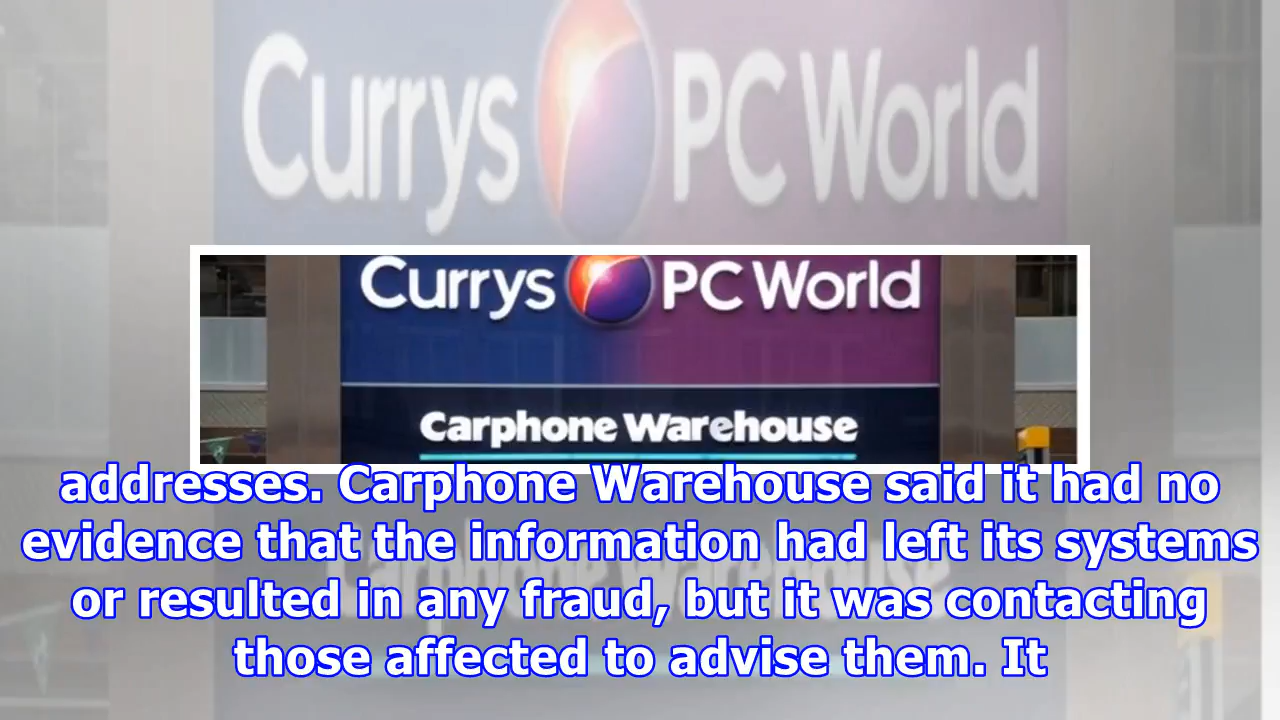 Currys PC World
Currys PC World
Carphone Warehouse
addresses. Carphone Warehouse said it had no
evidence that the information had left its systems
or resulted in any fraud, but it was contacting
those affected to advise them. It